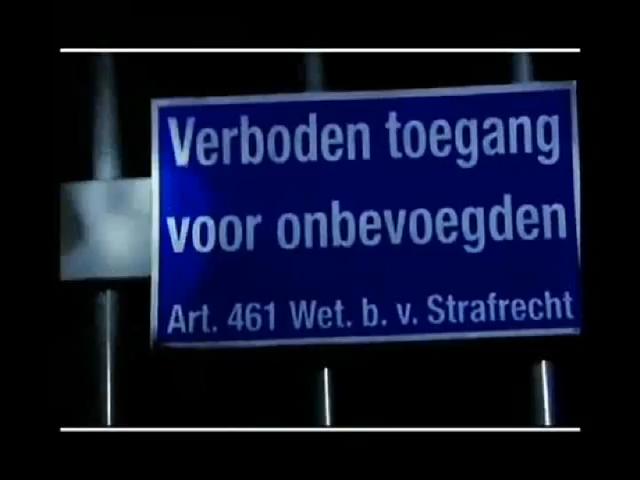 Verboden toegang
voor onbevoegden
Art. 461 Wet. b. v. Strafrecht